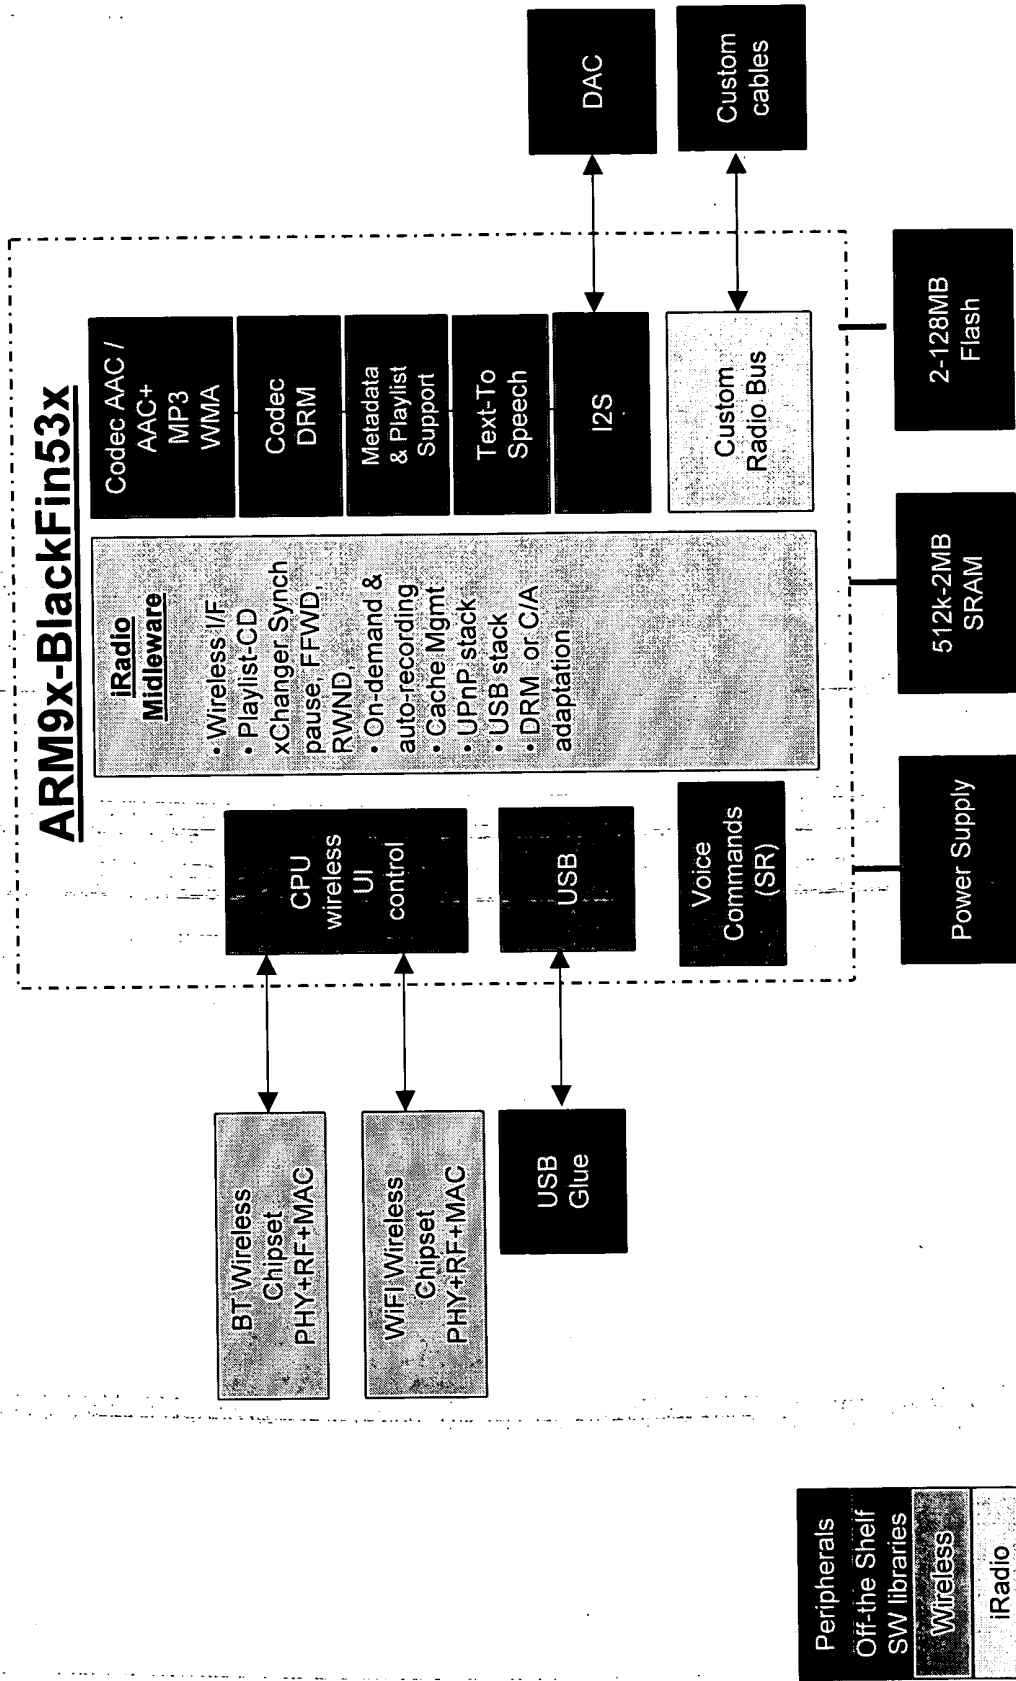 ARM9x-BlackFin53x
BT Wireless
Chipset
PHY+RF+MAC
WiFI Wireless
Chipset
PHY+RF+MAC
USB
Glue
CPU
wireless
UI
control
USB
Voice
Commands
(SR)
iRadio
Midleware
• Wireless I/F
• Playlist-CD
xChanger Synch
pause, FFWD,
RWND,
• On-demand &
auto-recording
• Cache Mgmt
• UPnP stack
• USB stack
• DRM or C/A
adaptation
Codec AAC /
AAC+
MP3
WMA
Codec
DRM
Metadata
& Playlist
Support
Text-To
Speech
I2S
Custom
Radio Bus
DAC
Custom
cables
Power Supply
512k-2MB
SRAM
2-128MB
Flash
Peripherals
Off-the Shelf
SW libraries
Wireless
iRadio